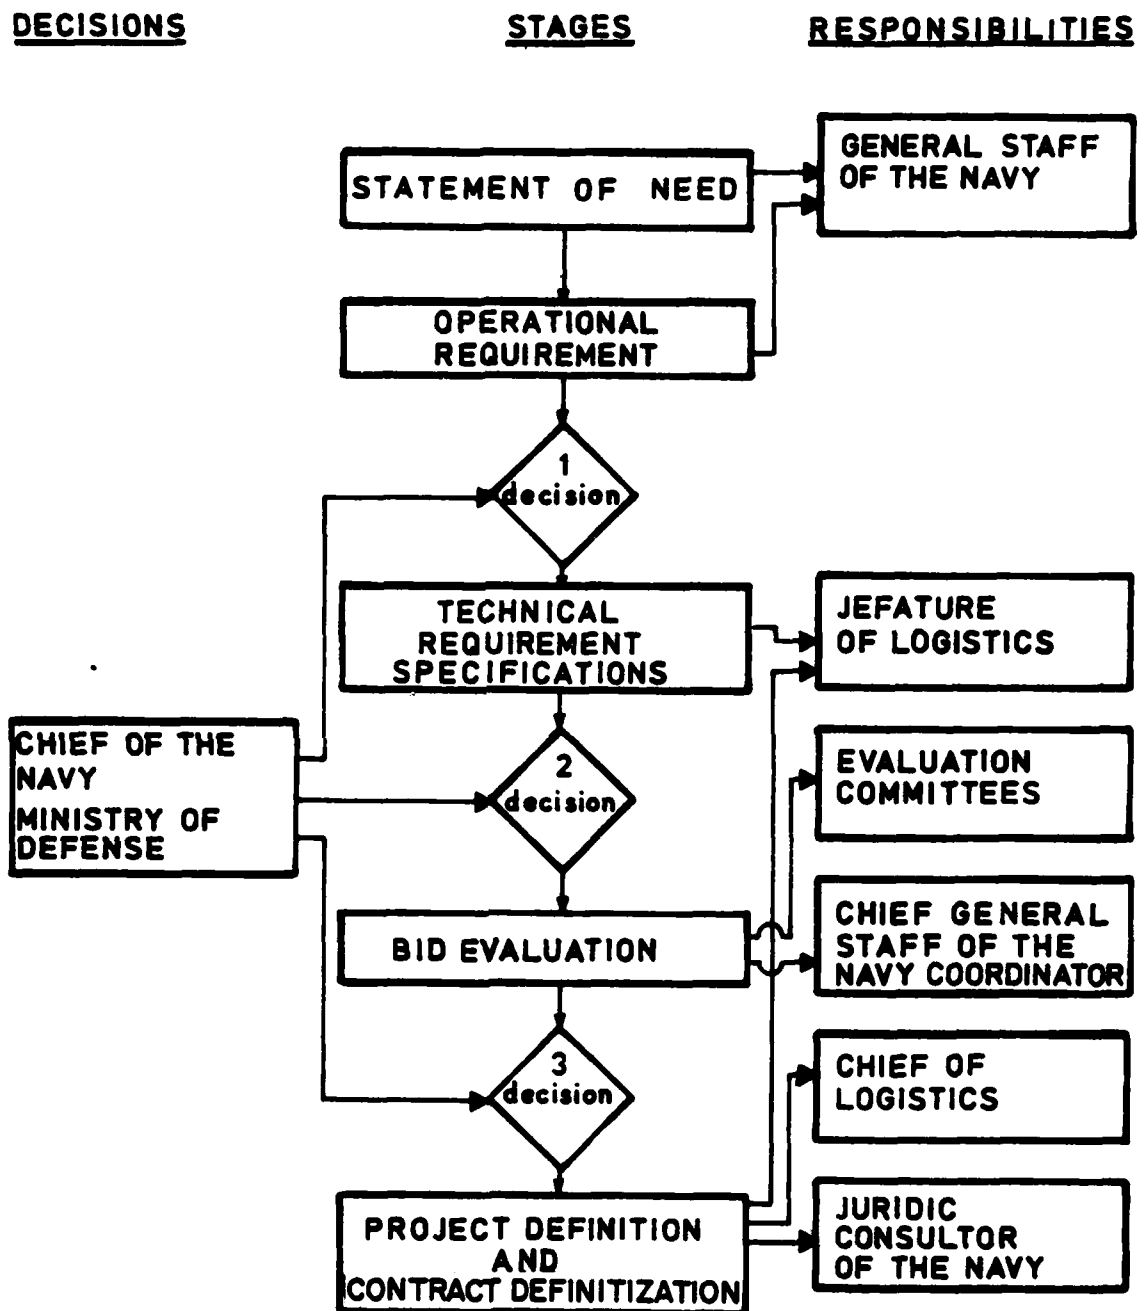 DECISIONS
STAGES
RESPONSIBILITIES
STATEMENT OF NEED
GENERAL STAFF
OF THE NAVY
OPERATIONAL
REQUIREMENT
1
decision
TECHNICAL
REQUIREMENT
SPECIFICATIONS
JEFATURE
OF LOGISTICS
CHIEF OF THE
NAVY
MINISTRY OF
DEFENSE
2
decision
EVALUATION
COMMITTEES
BID EVALUATION
CHIEF GENERAL
STAFF OF THE
NAVY COORDINATOR
3
decision
CHIEF OF
LOGISTICS
PROJECT DEFINITION
AND
CONTRACT DEFINITIZATION
JURIDIC
CONSULTOR
OF THE NAVY